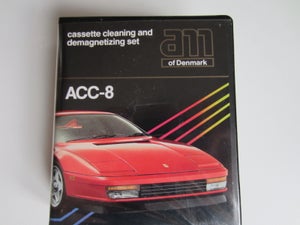 cassette cleaning and
demagnetizing set
am
of Denmark
ACC-8